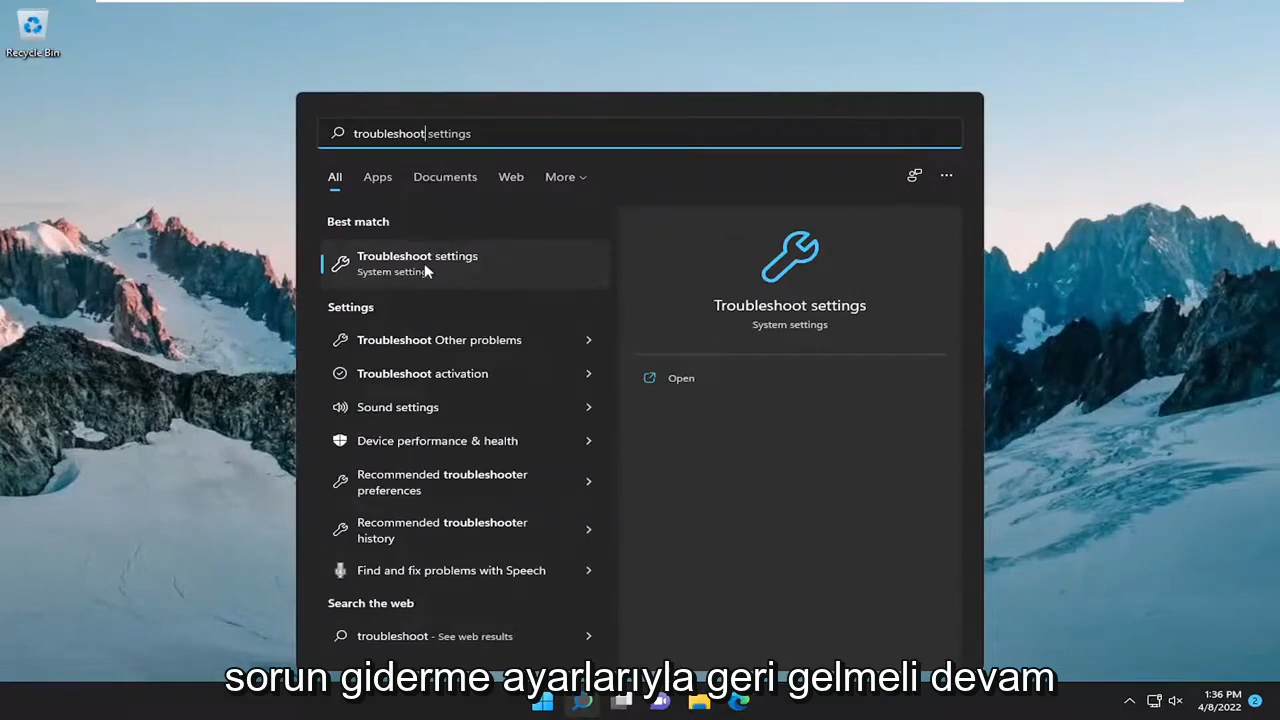 Recycle Bin
troubleshoot settings
All Apps Documents Web More
Best match
Troubleshoot settings
System settings
Troubleshoot settings
System settings
Open
Settings
Troubleshoot Other problems
Troubleshoot activation
Sound settings
Device performance & health
Recommended troubleshooter
preferences
Recommended troubleshooter
history
Find and fix problems with Speech
Search the web
troubleshoot - See web results
sorun giderme ayarlarıyla geri gelmeli devam
1:36 PM
4/8/2022
2